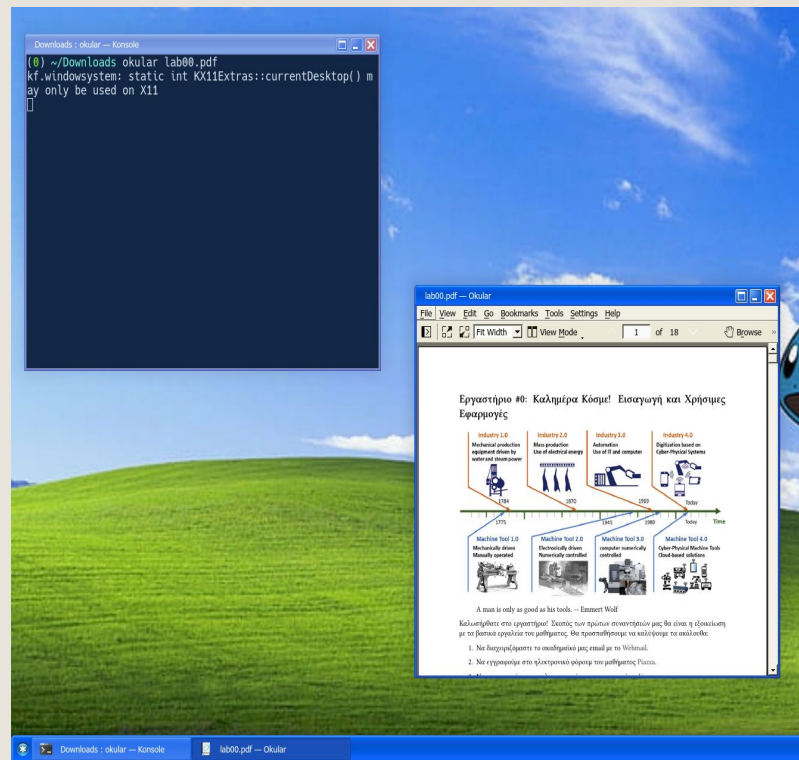 Downloads : okular — Konsole
(0) ~/Downloads okular lab00.pdf
kf.windowsystem: static int KX11Extras::currentDesktop() m
ay only be used on X11
lab00.pdf — Okular
File View Edit Go Bookmarks Tools Settings Help
Fit Width View Mode 1 of 18 Browse »
Εργαστήριο #0: Καλημέρα Κόσμε! Εισαγωγή και Χρήσιμες
Εφαρμογές
Industry 1.0 Industry 2.0 Industry 3.0 Industry 4.0
Mechanical production Mass production Automation Digitization based on
equipment driven by Use of electrical energy Use of IT and computer Cyber-Physical Systems
water and steam power
1784 1870 1969 Today
1775 1945 1980 Today Time
Machine Tool 1.0 Machine Tool 2.0 Machine Tool 3.0 Machine Tool 4.0
Mechanically driven Electronically driven computer numerically Cyber-Physical Machine Tools
Manually operated Numerically controlled controlled Cloud-based solutions
A man is only as good as his tools. -- Emmert Wolf
Καλωσήρθατε στο εργαστήριο! Σκοπός των πρώτων συναντήσεών μας θα είναι η εξοικείωση
με τα βασικά εργαλεία του μαθήματος. Θα προσπαθήσουμε να καλύψουμε τα ακόλουθα:
1. Να διαχειριζόμαστε το ακαδημαϊκό μας email με το Webmail.
2. Να εγγραφούμε στο ηλεκτρονικό φόρουμ του μαθήματος Piazza.
Downloads : okular — Konsole
lab00.pdf — Okular